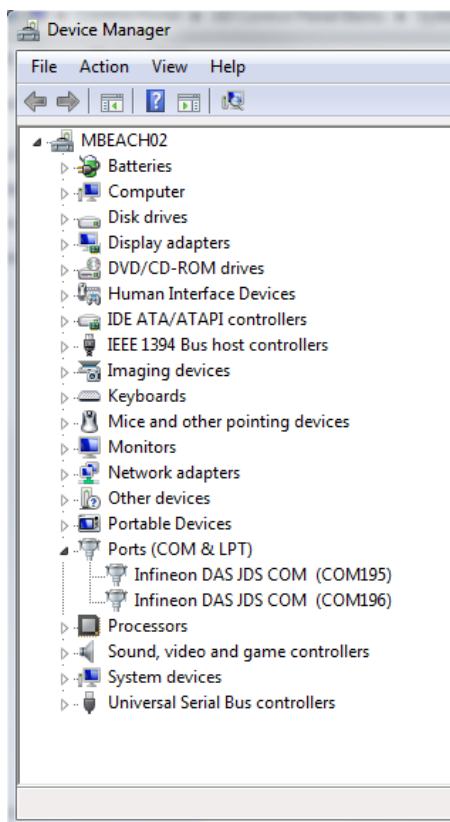 Device Manager
File Action View Help
MBEACH02
Batteries
Computer
Disk drives
Display adapters
DVD/CD-ROM drives
Human Interface Devices
IDE ATA/ATAPI controllers
IEEE 1394 Bus host controllers
Imaging devices
Keyboards
Mice and other pointing devices
Monitors
Network adapters
Other devices
Portable Devices
Ports (COM & LPT)
Infineon DAS JDS COM (COM195)
Infineon DAS JDS COM (COM196)
Processors
Sound, video and game controllers
System devices
Universal Serial Bus controllers